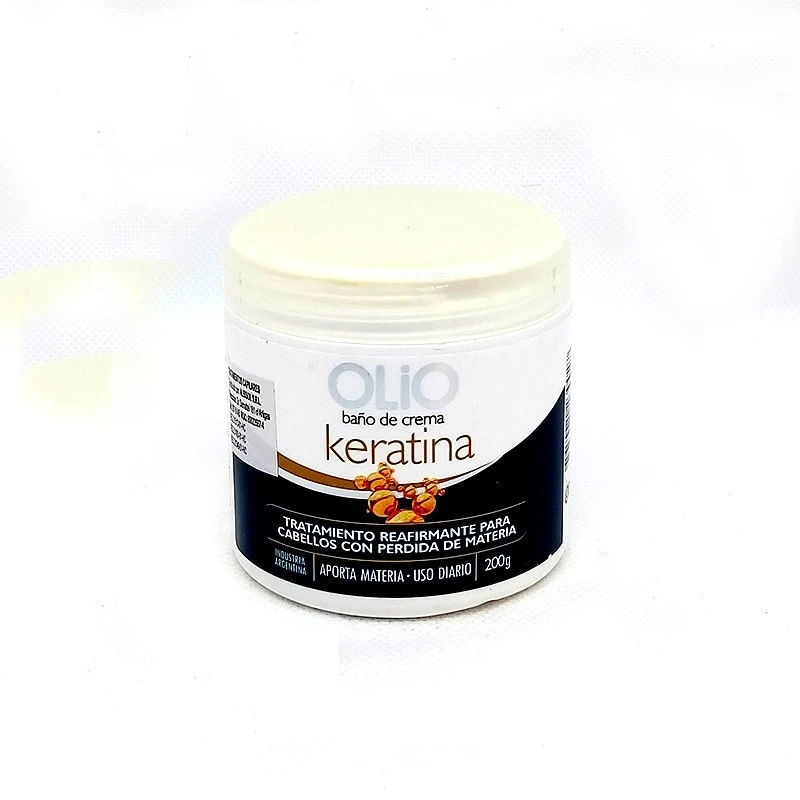 OLiO
baño de crema
keratina
TRATAMIENTO REAFIRMANTE PARA
CABELLOS CON PERDIDA DE MATERIA
INDUSTRIA
ARGENTINA
APORTA MATERIA · USO DIARIO
200g